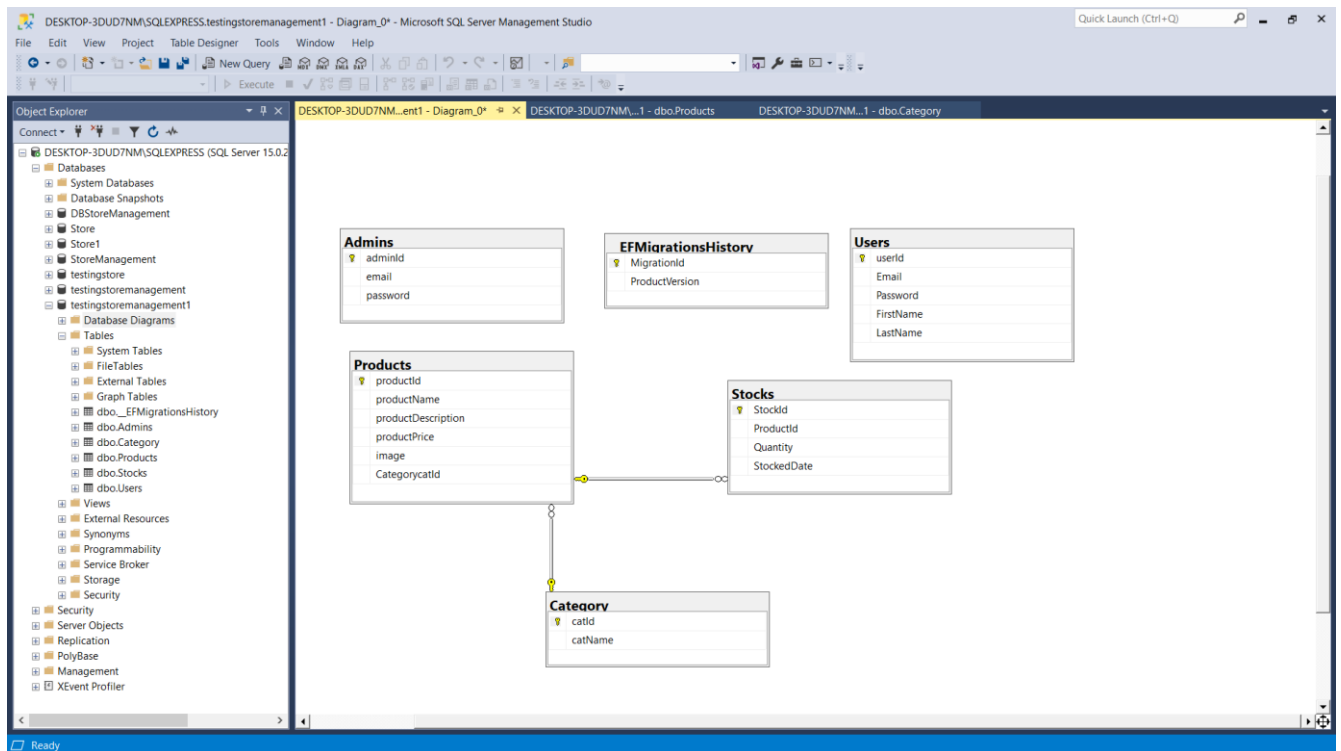 DESKTOP-3DUD7NM\SQLEXPRESS.testingstoremanagement1 - Diagram_0* - Microsoft SQL Server Management Studio
Quick Launch (Ctrl+Q)
File Edit View Project Table Designer Tools Window Help
New Query
Execute
Object Explorer
DESKTOP-3DUD7NM...ent1 - Diagram_0*
DESKTOP-3DUD7NM\...1 - dbo.Products
DESKTOP-3DUD7NM...1 - dbo.Category
Connect
DESKTOP-3DUD7NM\SQLEXPRESS (SQL Server 15.0.2
Databases
System Databases
Database Snapshots
DBStoreManagement
Store
Store1
StoreManagement
testingstore
testingstoremanagement
testingstoremanagement1
Database Diagrams
Tables
System Tables
FileTables
External Tables
Graph Tables
dbo.__EFMigrationsHistory
dbo.Admins
dbo.Category
dbo.Products
dbo.Stocks
dbo.Users
Views
External Resources
Synonyms
Programmability
Service Broker
Storage
Security
Security
Server Objects
Replication
PolyBase
Management
XEvent Profiler
Admins
adminId
email
password
EFMigrationsHistory
MigrationId
ProductVersion
Users
userId
Email
Password
FirstName
LastName
Products
productId
productName
productDescription
productPrice
image
CategorycatId
Stocks
StockId
ProductId
Quantity
StockedDate
Category
catId
catName
Ready